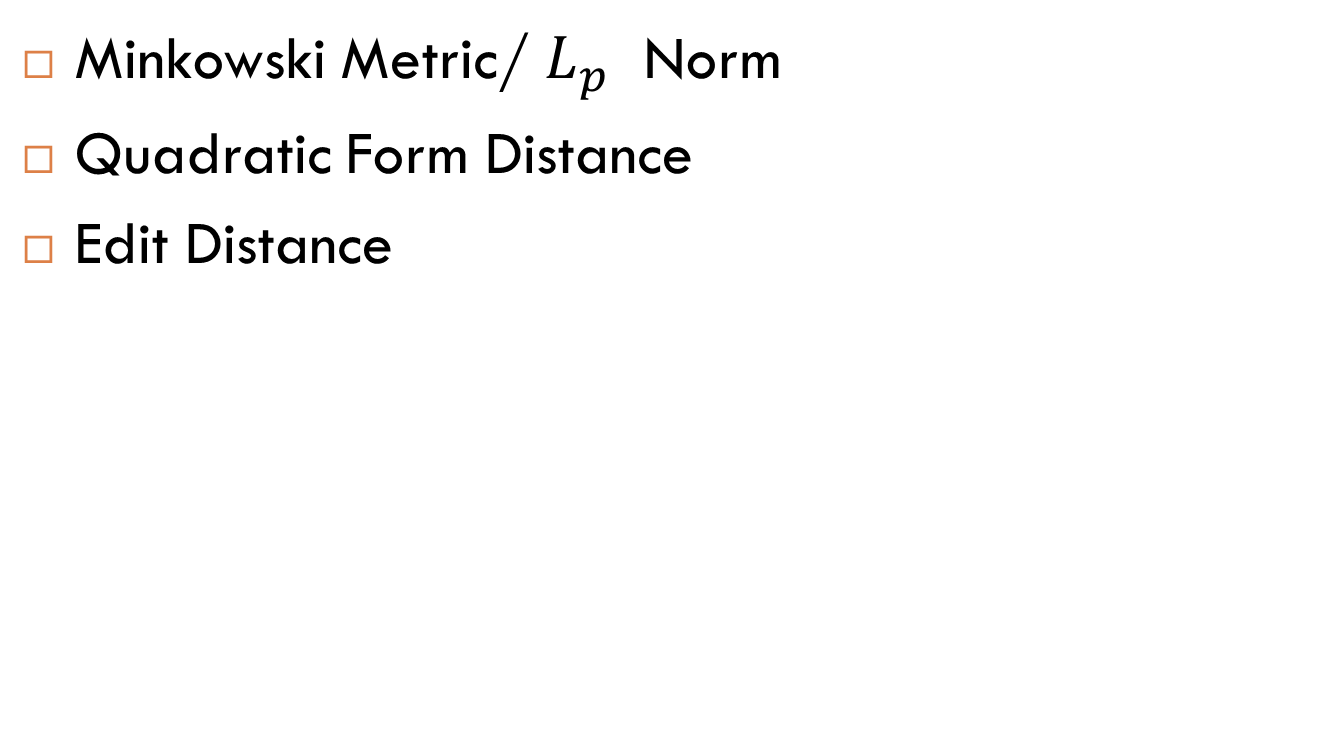 Minkowski Metric/ Lₚ Norm
Quadratic Form Distance
Edit Distance